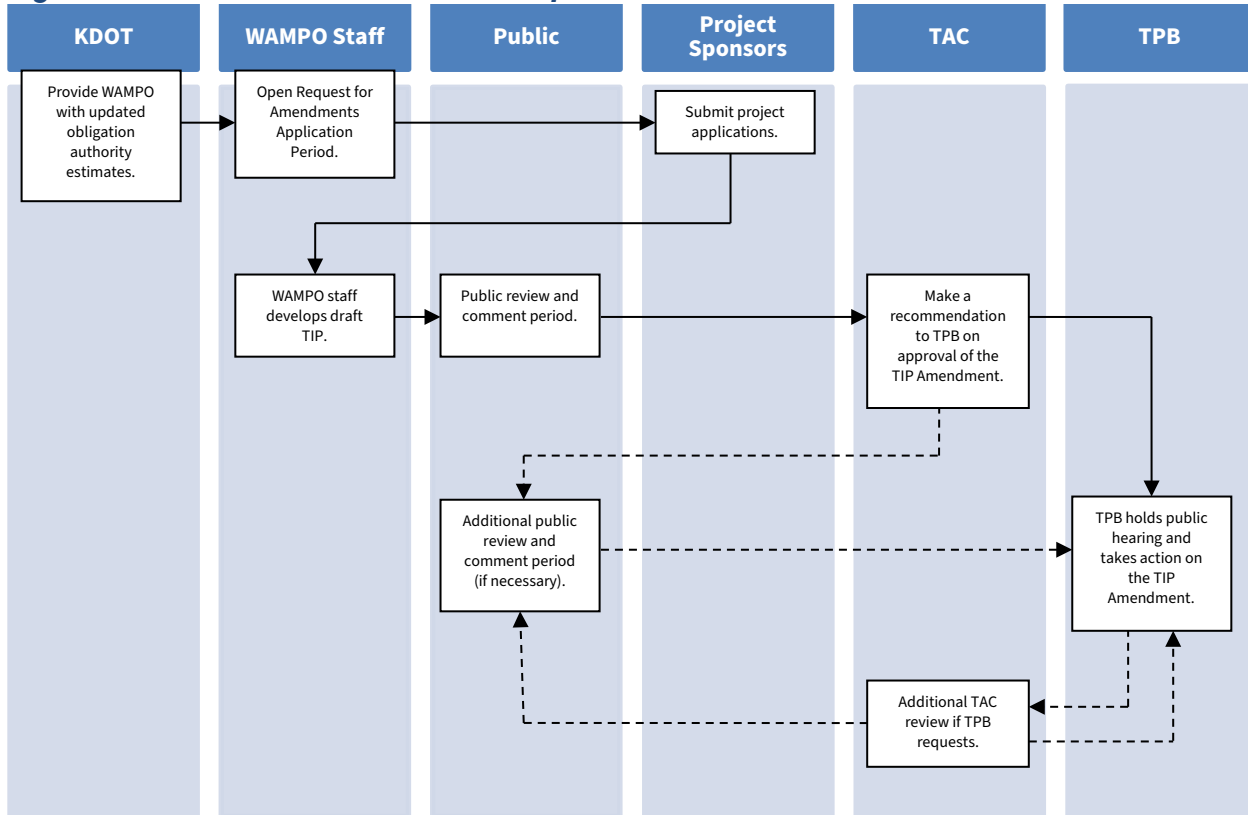 KDOT
WAMPO Staff
Public
Project
Sponsors
TAC
TPB
Provide WAMPO
with updated
obligation
authority
estimates.
Open Request for
Amendments
Application
Period.
Submit project
applications.
WAMPO staff
develops draft
TIP.
Public review and
comment period.
Make a
recommendation
to TPB on
approval of the
TIP Amendment.
Additional public
review and
comment period
(if necessary).
TPB holds public
hearing and
takes action on
the TIP
Amendment.
Additional TAC
review if TPB
requests.